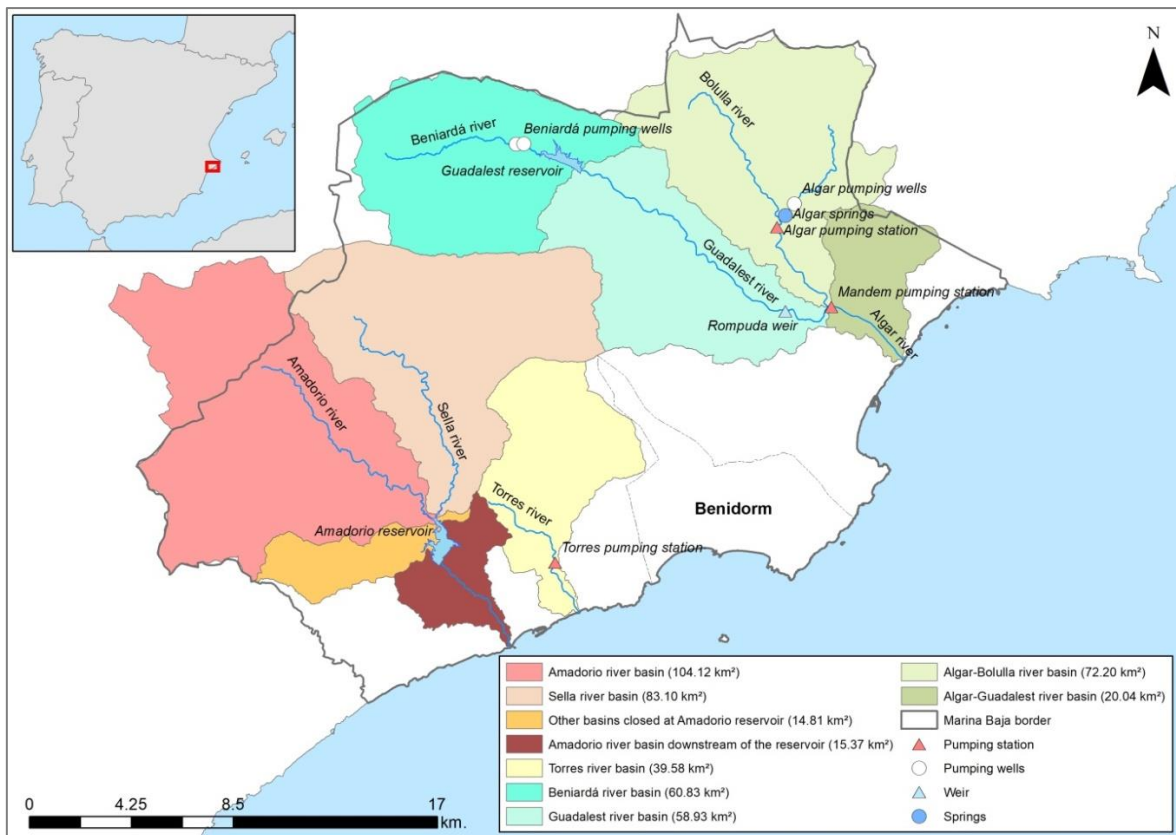 N
Bolulla river
Beniardá river
Beniardá pumping wells
Guadalest reservoir
Algar pumping wells
Algar springs
Algar pumping station
Guadalest river
Mandem pumping station
Rompuda weir
Algar river
Amadorio river
Sella river
Torres river
Benidorm
Amadorio reservoir
Torres pumping station
Amadorio river basin (104.12 km²)
Sella river basin (83.10 km²)
Other basins closed at Amadorio reservoir (14.81 km²)
Amadorio river basin downstream of the reservoir (15.37 km²)
Torres river basin (39.58 km²)
Beniardá river basin (60.83 km²)
Guadalest river basin (58.93 km²)
Algar-Bolulla river basin (72.20 km²)
Algar-Guadalest river basin (20.04 km²)
Marina Baja border
Pumping station
Pumping wells
Weir
Springs
0 4.25 8.5 17
km.